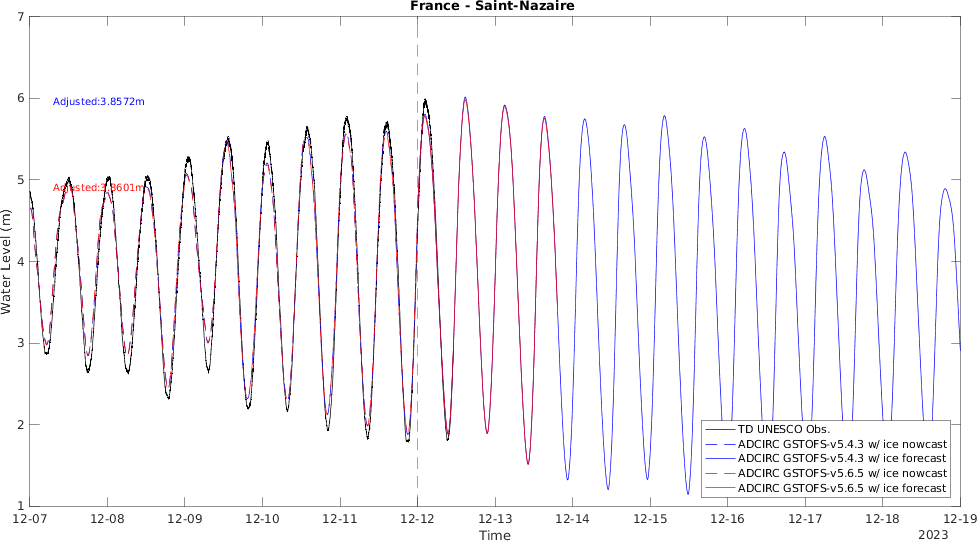 France - Saint-Nazaire
7
6
5
4
3
2
1
Water Level (m)
Adjusted:3.8572m
Adjusted:3.8601m
TD UNESCO Obs.
ADCIRC GSTOFS-v5.4.3 w/ ice nowcast
ADCIRC GSTOFS-v5.4.3 w/ ice forecast
ADCIRC GSTOFS-v5.6.5 w/ ice nowcast
ADCIRC GSTOFS-v5.6.5 w/ ice forecast
12-07 12-08 12-09 12-10 12-11 12-12 12-13 12-14 12-15 12-16 12-17 12-18 12-19
Time
2023